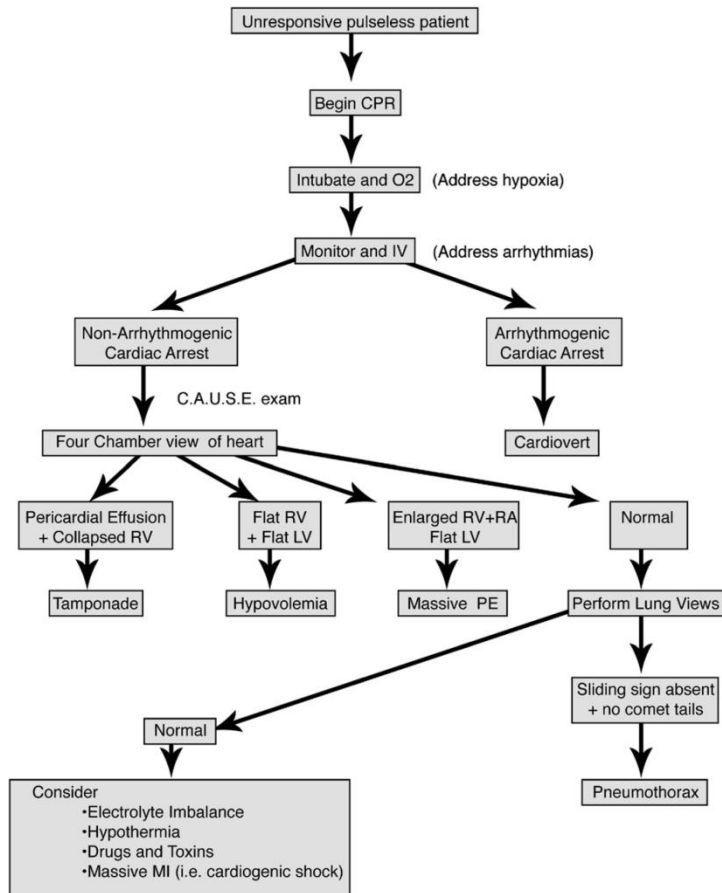 Unresponsive pulseless patient
Begin CPR
Intubate and O2
(Address hypoxia)
Monitor and IV
(Address arrhythmias)
Non-Arrhythmogenic
Cardiac Arrest
Arrhythmogenic
Cardiac Arrest
C.A.U.S.E. exam
Four Chamber view of heart
Cardiovert
Pericardial Effusion
+ Collapsed RV
Flat RV
+ Flat LV
Enlarged RV+RA
Flat LV
Normal
Tamponade
Hypovolemia
Massive PE
Perform Lung Views
Sliding sign absent
+ no comet tails
Normal
Pneumothorax
Consider
•Electrolyte Imbalance
•Hypothermia
•Drugs and Toxins
•Massive MI (i.e. cardiogenic shock)